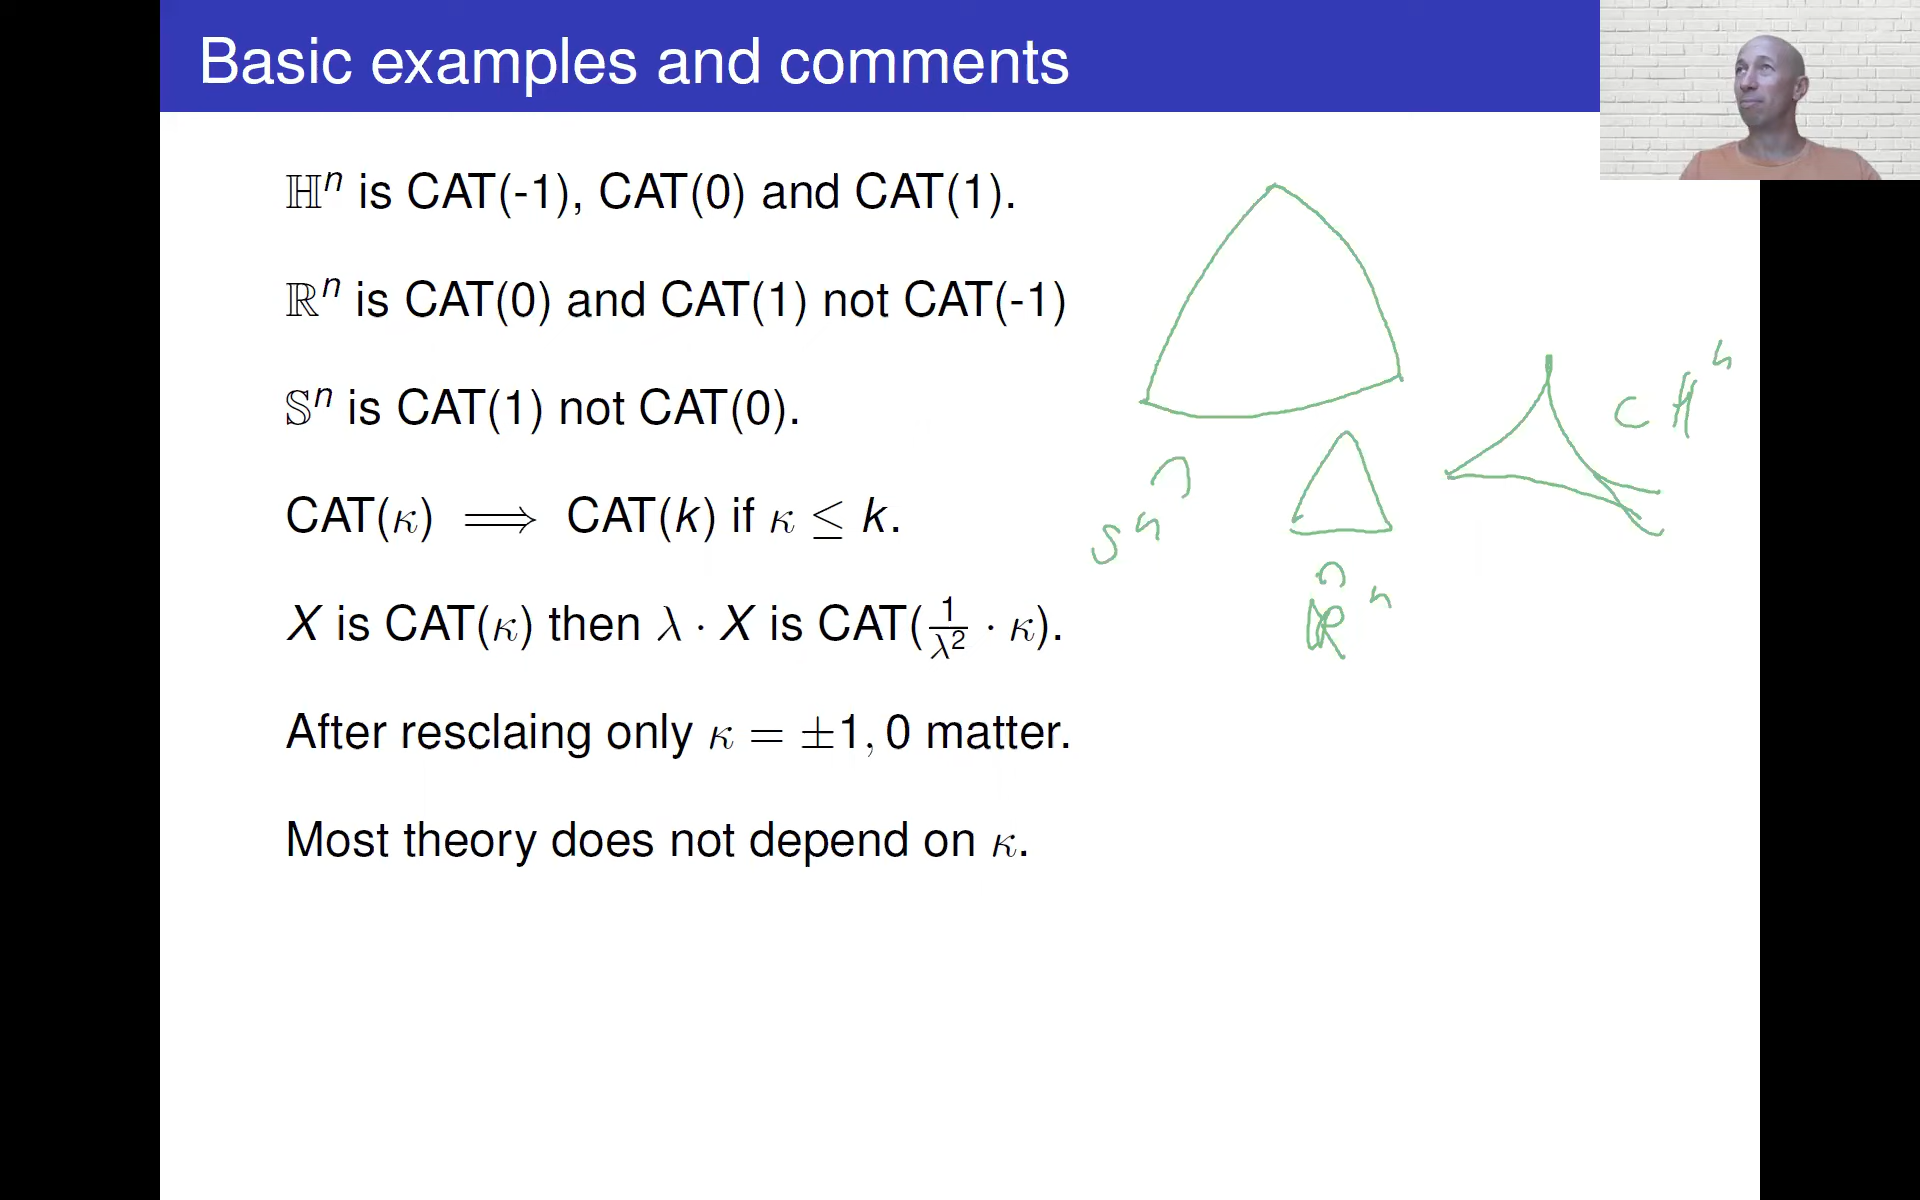 Basic examples and comments
ℍⁿ is CAT(-1), CAT(0) and CAT(1).
ℝⁿ is CAT(0) and CAT(1) not CAT(-1)
𝕊ⁿ is CAT(1) not CAT(0).
CAT(κ) ⟹ CAT(k) if κ ≤ k.
X is CAT(κ) then λ · X is CAT(1/λ² · κ).
After resclaing only κ = ±1, 0 matter.
Most theory does not depend on κ.
⊂ Hⁿ
Sⁿ
ℝⁿ